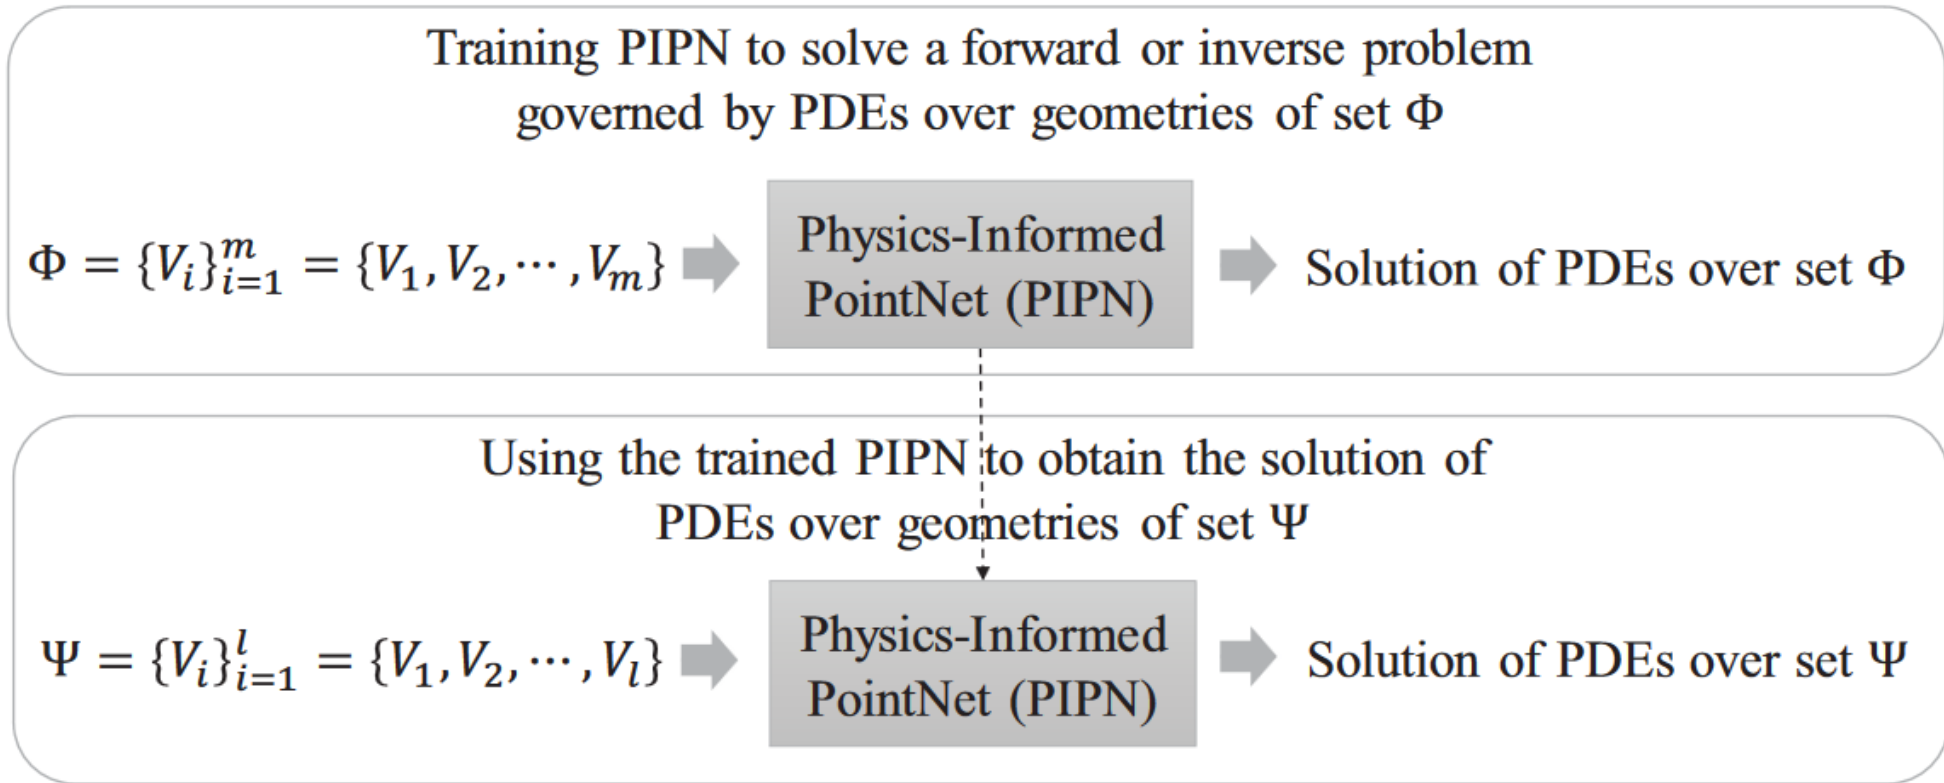 Training PIPN to solve a forward or inverse problem
governed by PDEs over geometries of set Φ
Φ = {V_i}_{i=1}^{m} = {V_1, V_2, ⋯, V_m}
Physics-Informed
PointNet (PIPN)
Solution of PDEs over set Φ
Using the trained PIPN to obtain the solution of
PDEs over geometries of set Ψ
Ψ = {V_i}_{i=1}^{l} = {V_1, V_2, ⋯, V_l}
Physics-Informed
PointNet (PIPN)
Solution of PDEs over set Ψ